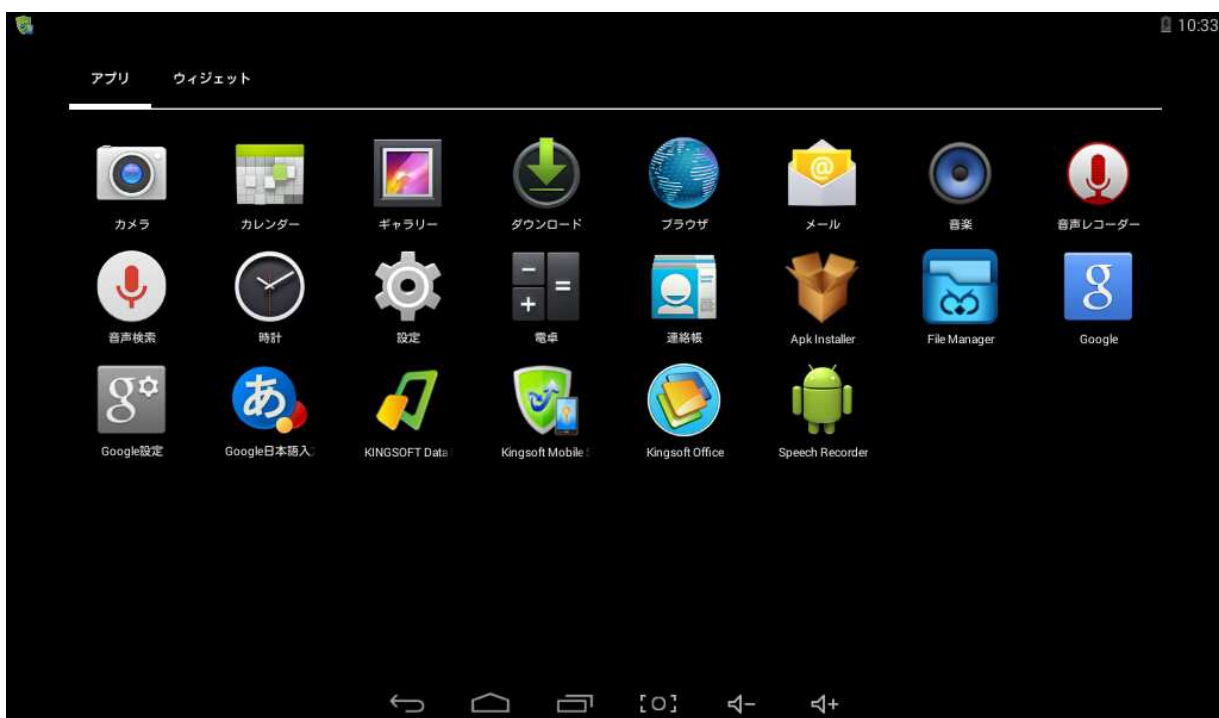 10:33
アプリ ウィジェット
カメラ カレンダー ギャラリー ダウンロード ブラウザ メール 音楽 音声レコーダー
音声検索 時計 設定 電卓 連絡帳 Apk Installer File Manager Google
Google設定 Google日本語入 KINGSOFT Data Kingsoft Mobile Kingsoft Office Speech Recorder